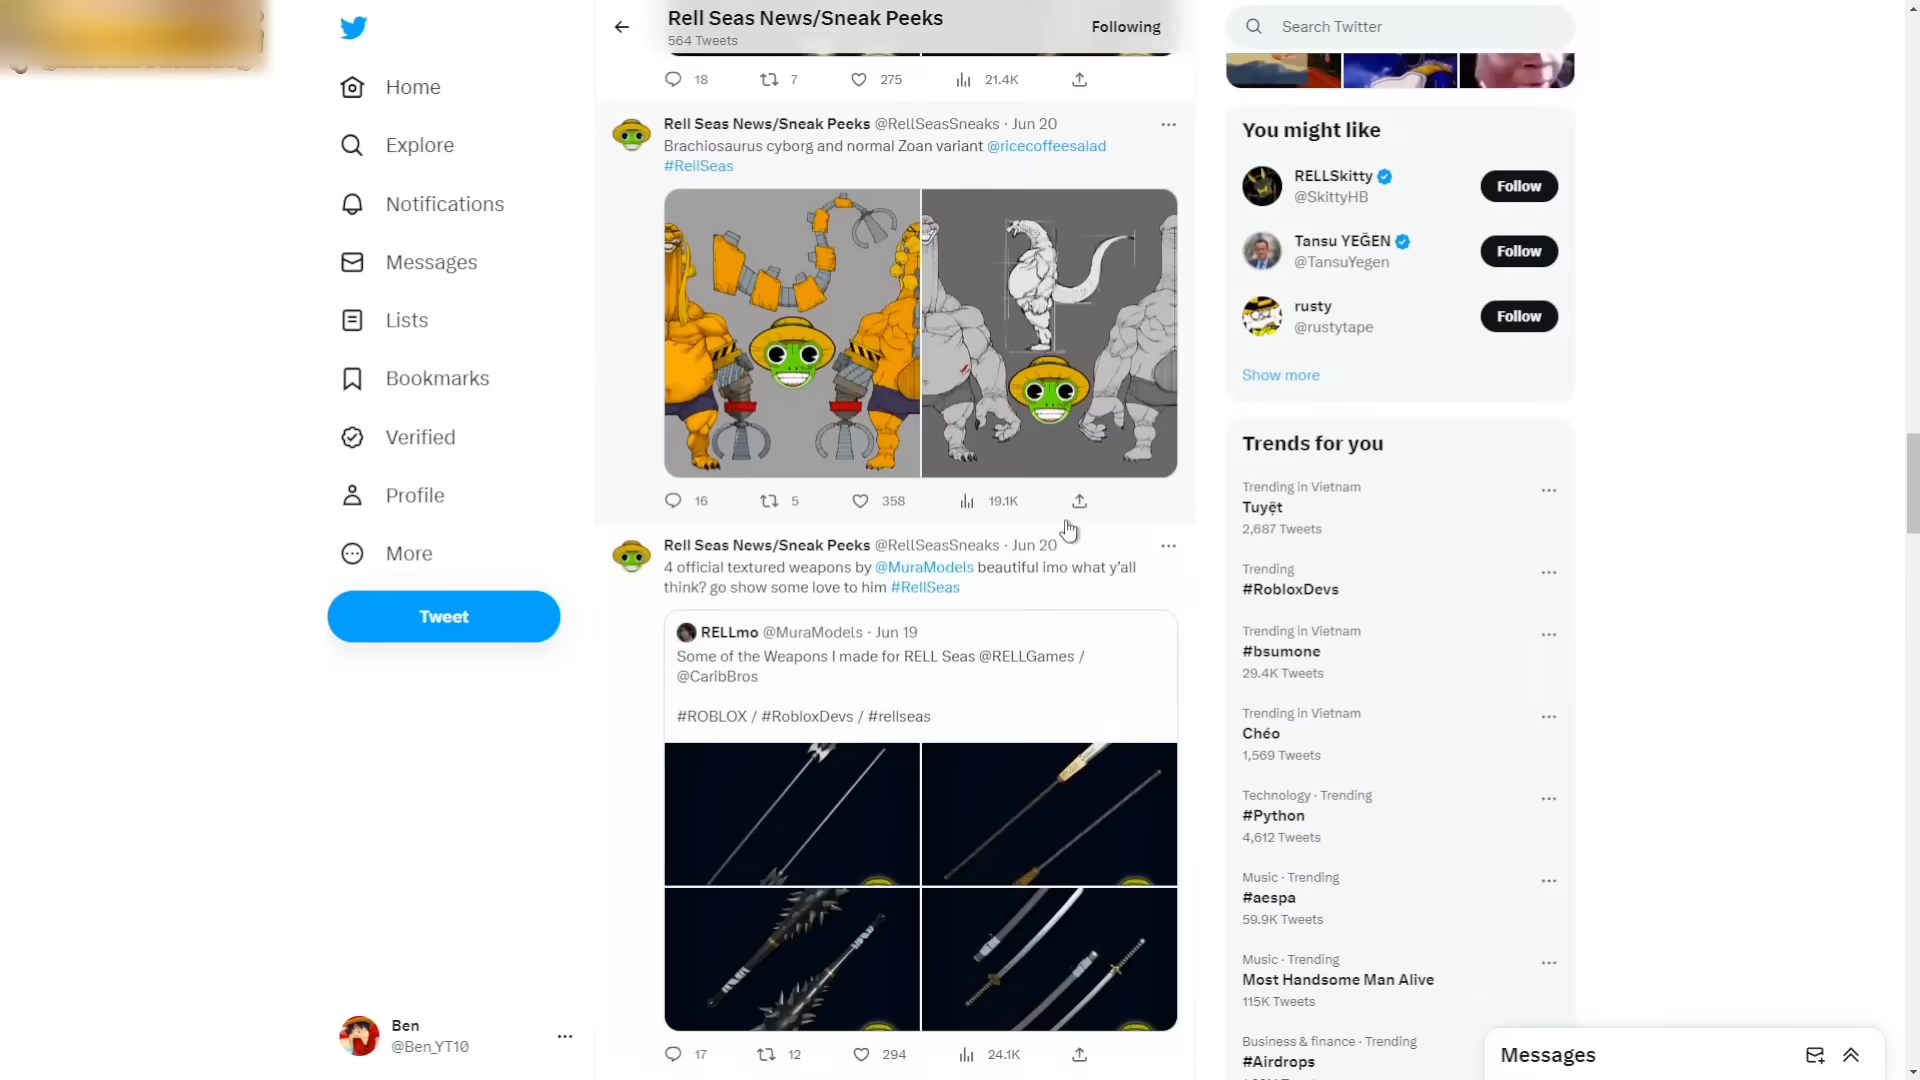 Home
Explore
Notifications
Messages
Lists
Bookmarks
Profile
Verified
More
Tweet
Ben
@Ben_YT10
Rell Seas News/Sneak Peeks
564 Tweets
Following
18 7 275 21.4K
Rell Seas News/Sneak Peeks @RellSeasSneaks · Jun 20
Brachiosaurus cyborg and normal Zoan variant @ricecoffeesalad
#RellSeas
16 5 358 19.1K
Rell Seas News/Sneak Peeks @RellSeasSneaks · Jun 20
4 official textured weapons by @MuraModels beautiful imo what y'all
think? go show some love to him #RellSeas
RELLmo @MuraModels · Jun 19
Some of the Weapons I made for RELL Seas @RELLGames /
@CaribBros
#ROBLOX / #RobloxDevs / #rellseas
17 12 294 24.1K
Search Twitter
You might like
RELLSkitty
@SkittyHB
Follow
Tansu YEĞEN
@TansuYegen
Follow
rusty
@rustytape
Follow
Show more
Trends for you
Trending in Vietnam
Tuyệt
2,687 Tweets
Trending
#RobloxDevs
Trending in Vietnam
#bsumone
29.4K Tweets
Trending in Vietnam
Chéo
1,569 Tweets
Technology · Trending
#Python
4,612 Tweets
Music · Trending
#aespa
59.9K Tweets
Music · Trending
Most Handsome Man Alive
115K Tweets
Business & finance · Trending
#Airdrops
Messages